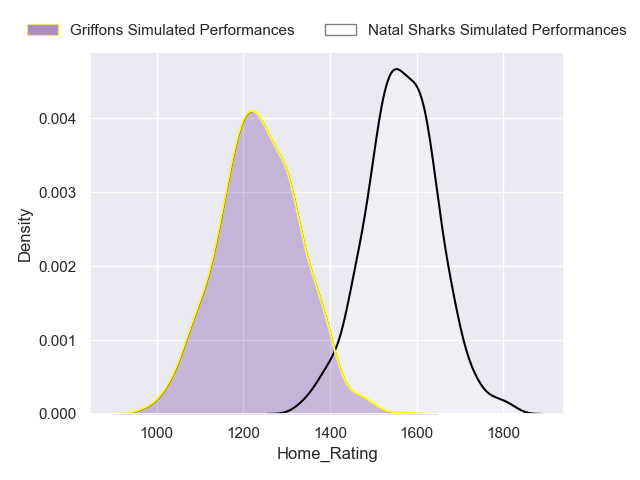 Griffons Simulated Performances
Natal Sharks Simulated Performances
Density
0.004
0.003
0.002
0.001
0.000
1000
1200
1400
1600
1800
Home_Rating